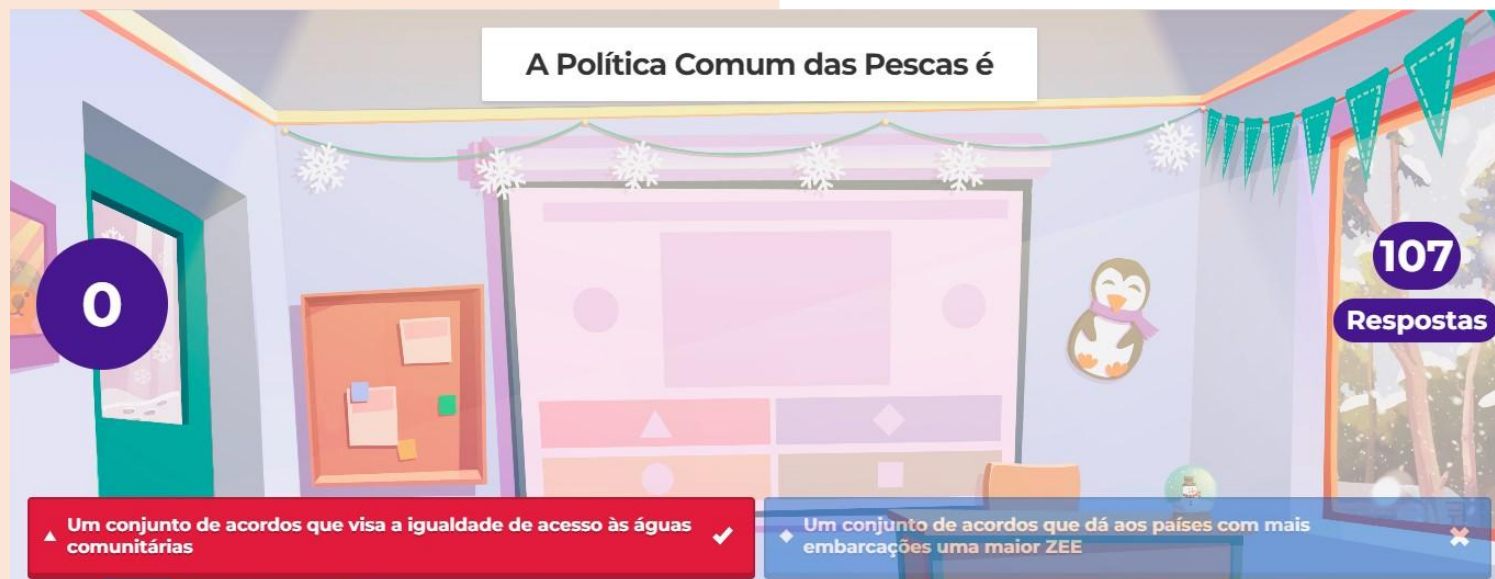 A Política Comum das Pescas é
0
107
Respostas
Um conjunto de acordos que visa a igualdade de acesso às águas
comunitárias
Um conjunto de acordos que dá aos países com mais
embarcações uma maior ZEE